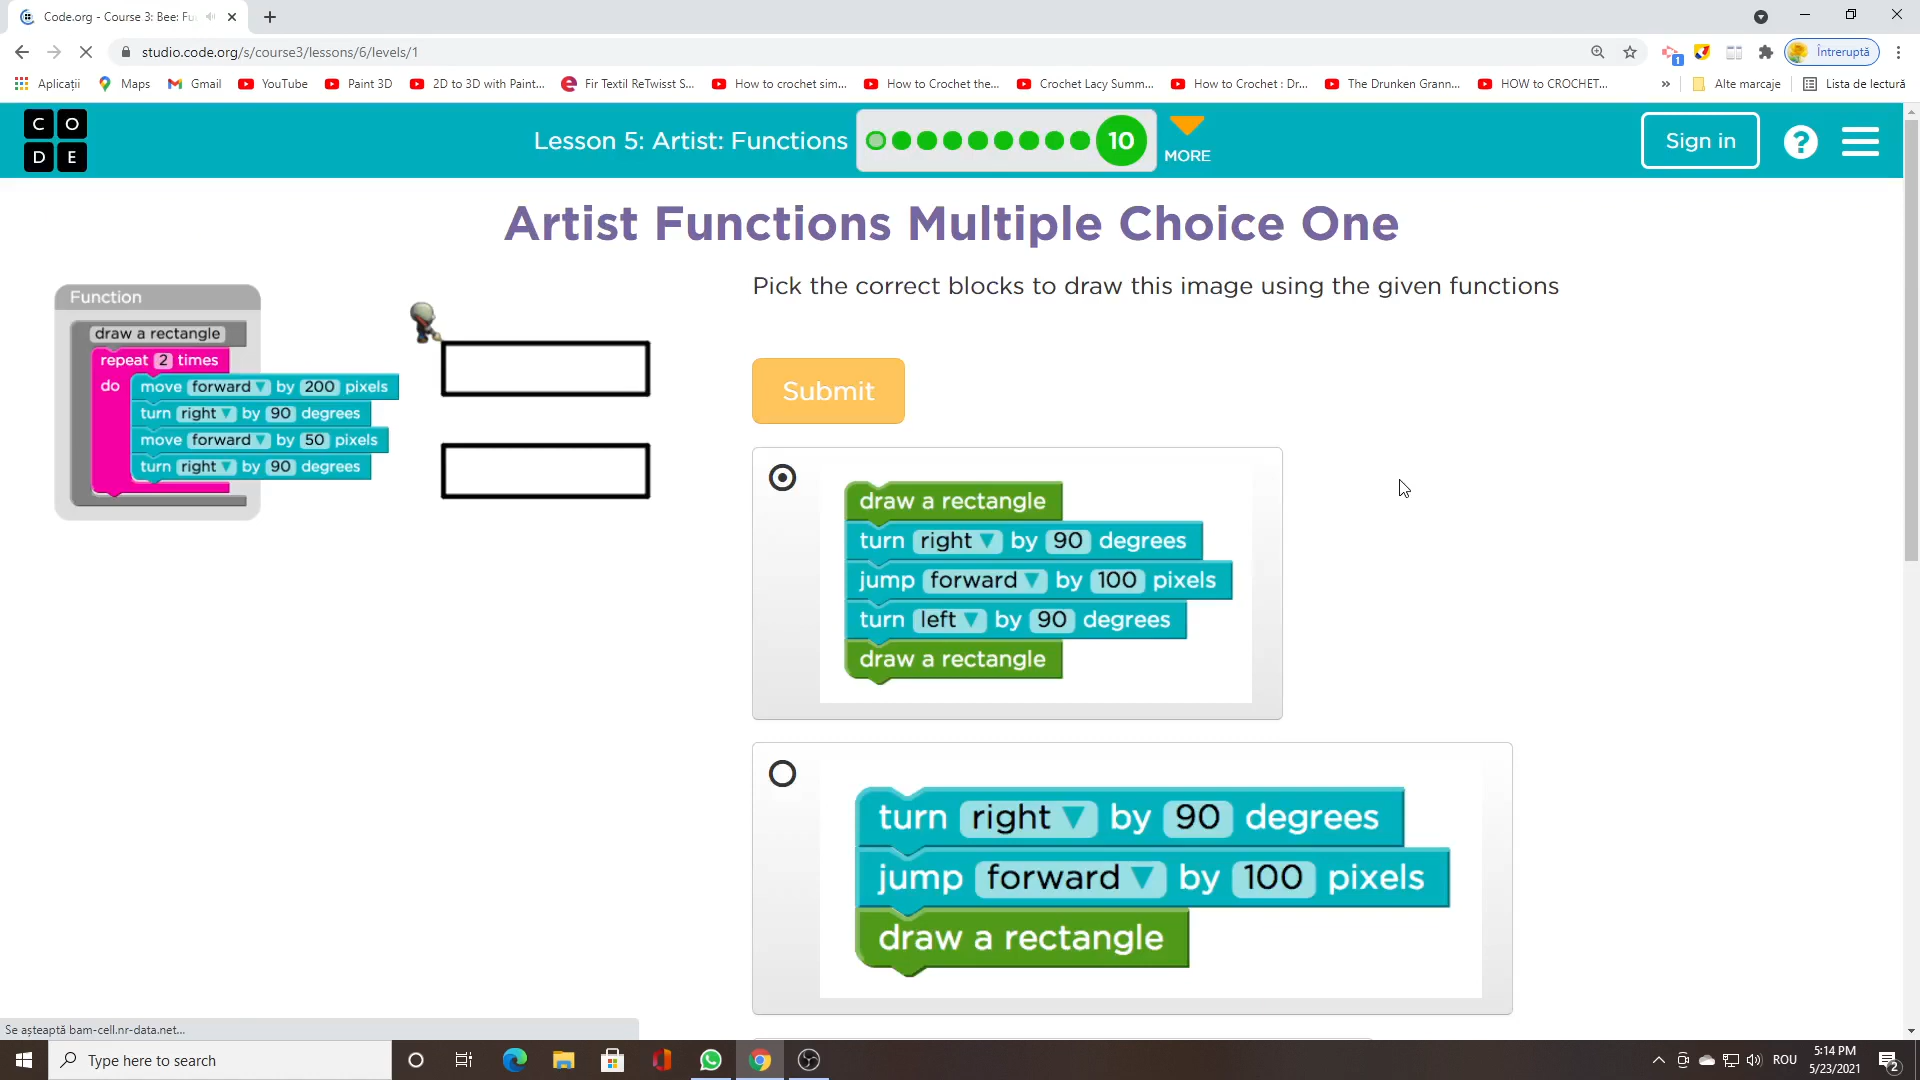 Code.org - Course 3: Bee: Fu
studio.code.org/s/course3/lessons/6/levels/1
1
Întreruptă
Aplicații
Maps
Gmail
YouTube
Paint 3D
2D to 3D with Paint...
Fir Textil ReTwisst S...
How to crochet sim...
How to Crochet the...
Crochet Lacy Summ...
How to Crochet : Dr...
The Drunken Grann...
HOW to CROCHET...
»
Alte marcaje
Lista de lectură
C O
D E
Lesson 5: Artist: Functions
10
MORE
Sign in
?
Artist Functions Multiple Choice One
Pick the correct blocks to draw this image using the given functions
Function
draw a rectangle
repeat 2 times
do
move forward by 200 pixels
turn right by 90 degrees
move forward by 50 pixels
turn right by 90 degrees
Submit
draw a rectangle
turn right by 90 degrees
jump forward by 100 pixels
turn left by 90 degrees
draw a rectangle
turn right by 90 degrees
jump forward by 100 pixels
draw a rectangle
Se așteaptă bam-cell.nr-data.net...
Type here to search
ROU
5:14 PM
5/23/2021
2